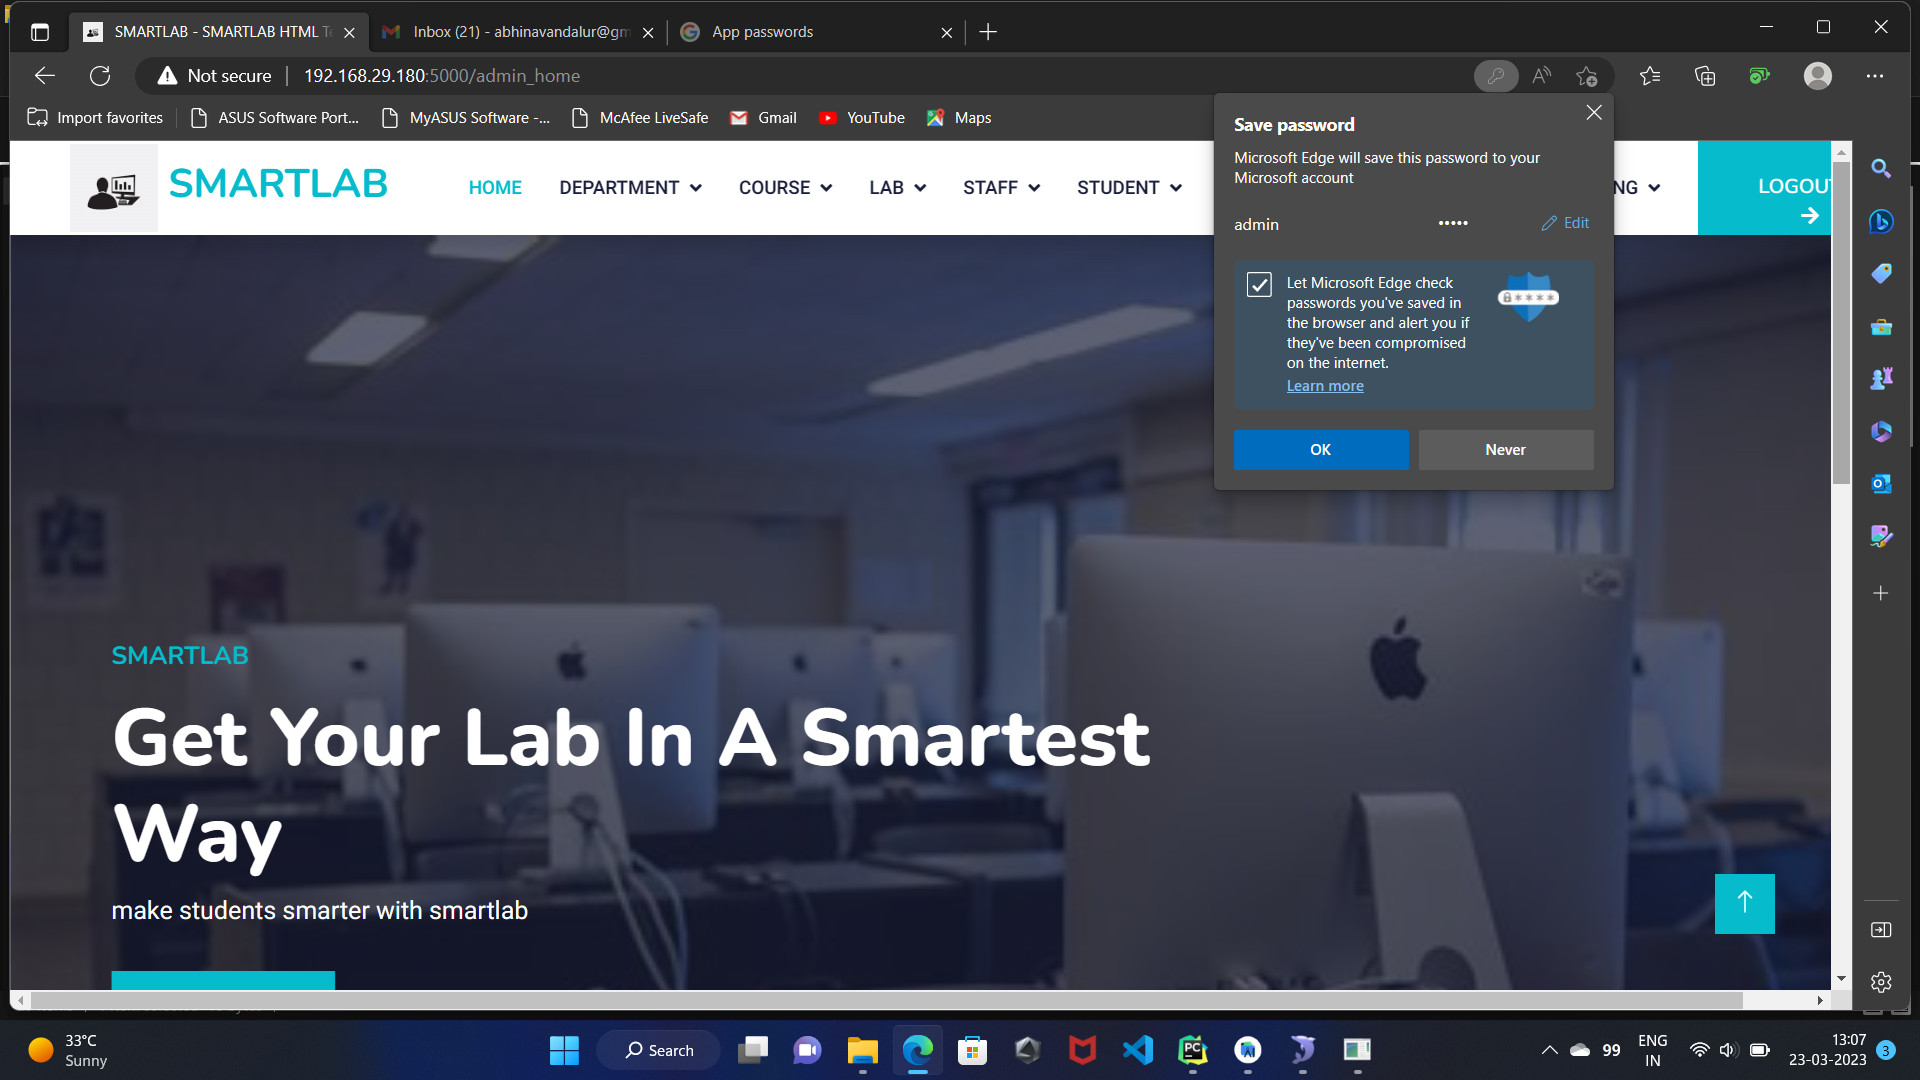 SMARTLAB - SMARTLAB HTML Te
Inbox (21) - abhinavandalur@gm
App passwords
Not secure
192.168.29.180:5000/admin_home
Import favorites
ASUS Software Port...
MyASUS Software -...
McAfee LiveSafe
Gmail
YouTube
Maps
SMARTLAB
HOME
DEPARTMENT
COURSE
LAB
STAFF
STUDENT
NG
LOGOUT
Save password
Microsoft Edge will save this password to your
Microsoft account
admin
•••••
Edit
Let Microsoft Edge check
passwords you've saved in
the browser and alert you if
they've been compromised
on the internet.
Learn more
OK
Never
SMARTLAB
Get Your Lab In A Smartest
Way
make students smarter with smartlab
33°C
Sunny
Search
99
ENG
IN
13:07
23-03-2023
3